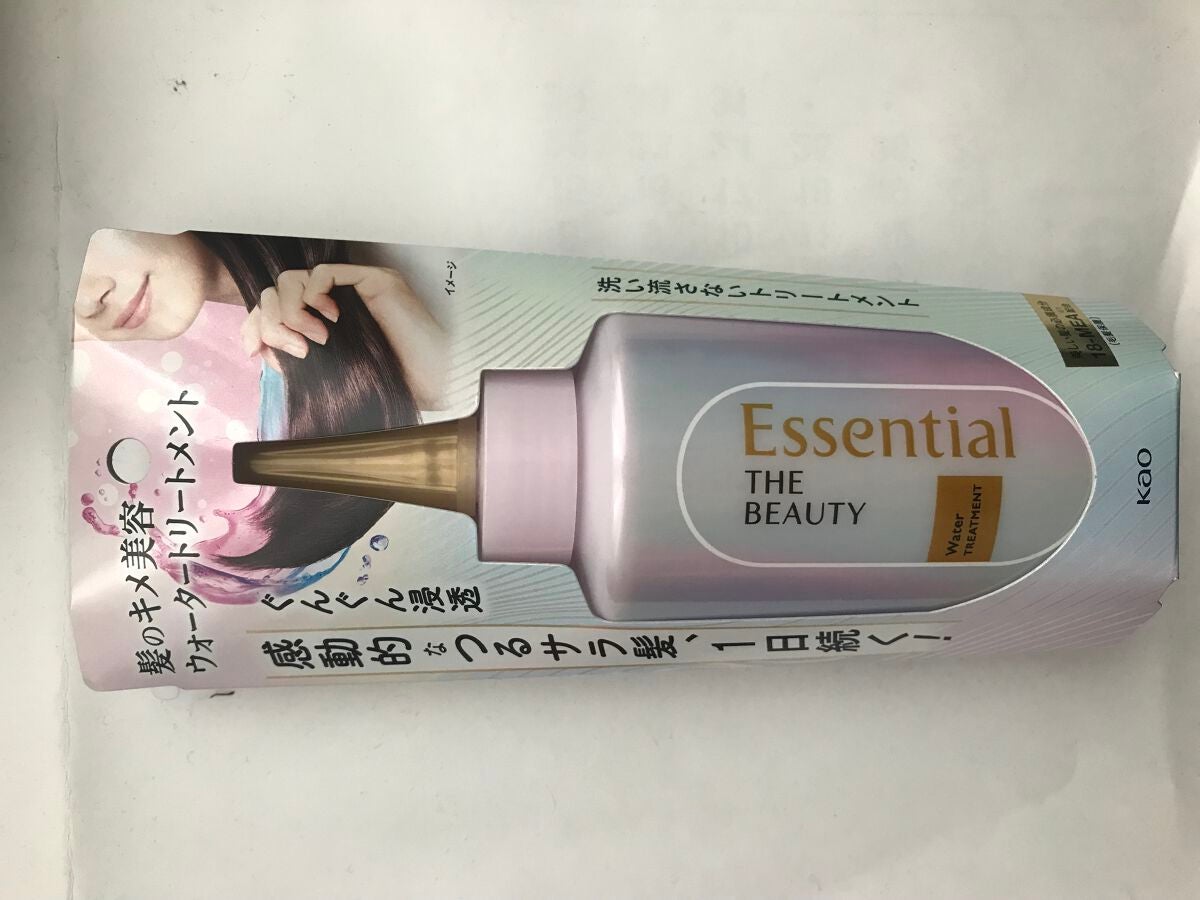 髪のキメ美容
ウォータートリートメント
イメージ
ぐんぐん浸透
感動的なつるサラ髪、1日続く!
洗い流さないトリートメント
Essential
THE
BEAUTY
Water
TREATMENT
18-MEA
kao